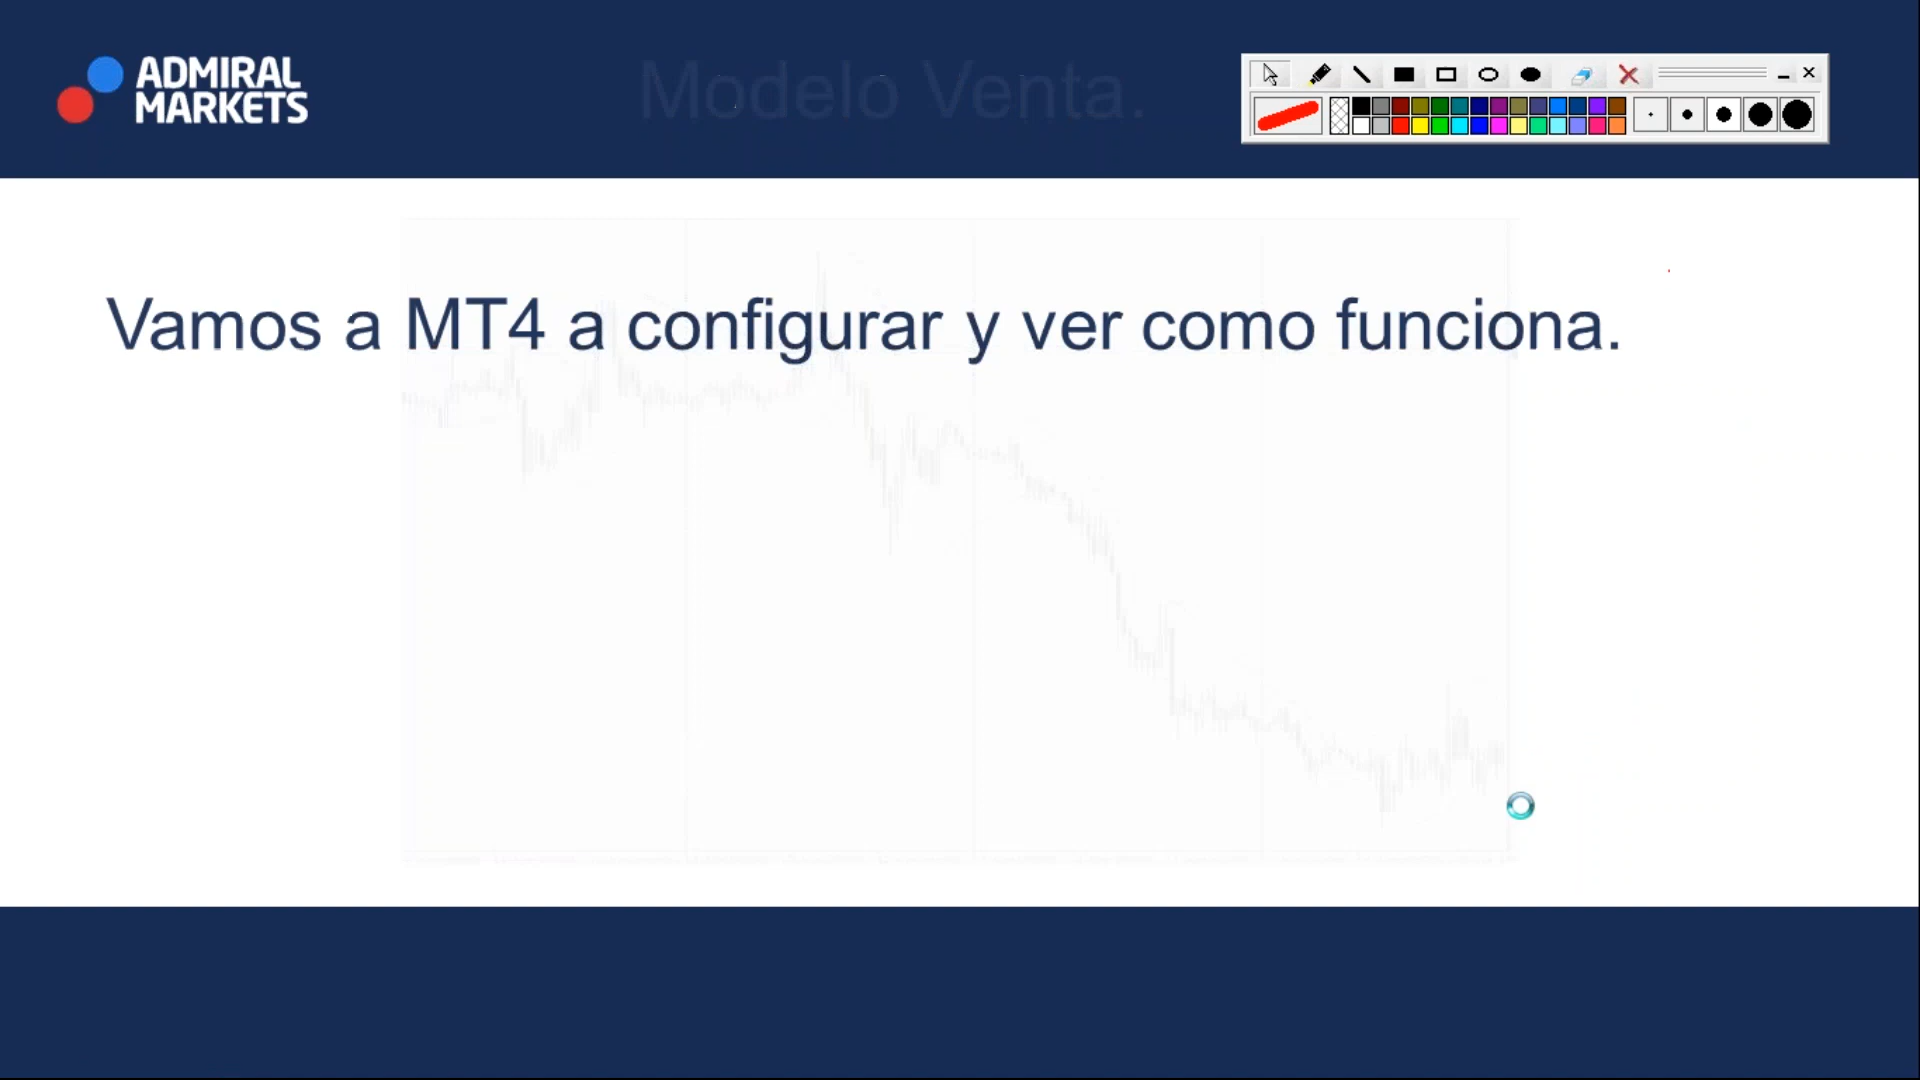 ADMIRAL
MARKETS
Modelo Venta.
Vamos a MT4 a configurar y ver como funciona.